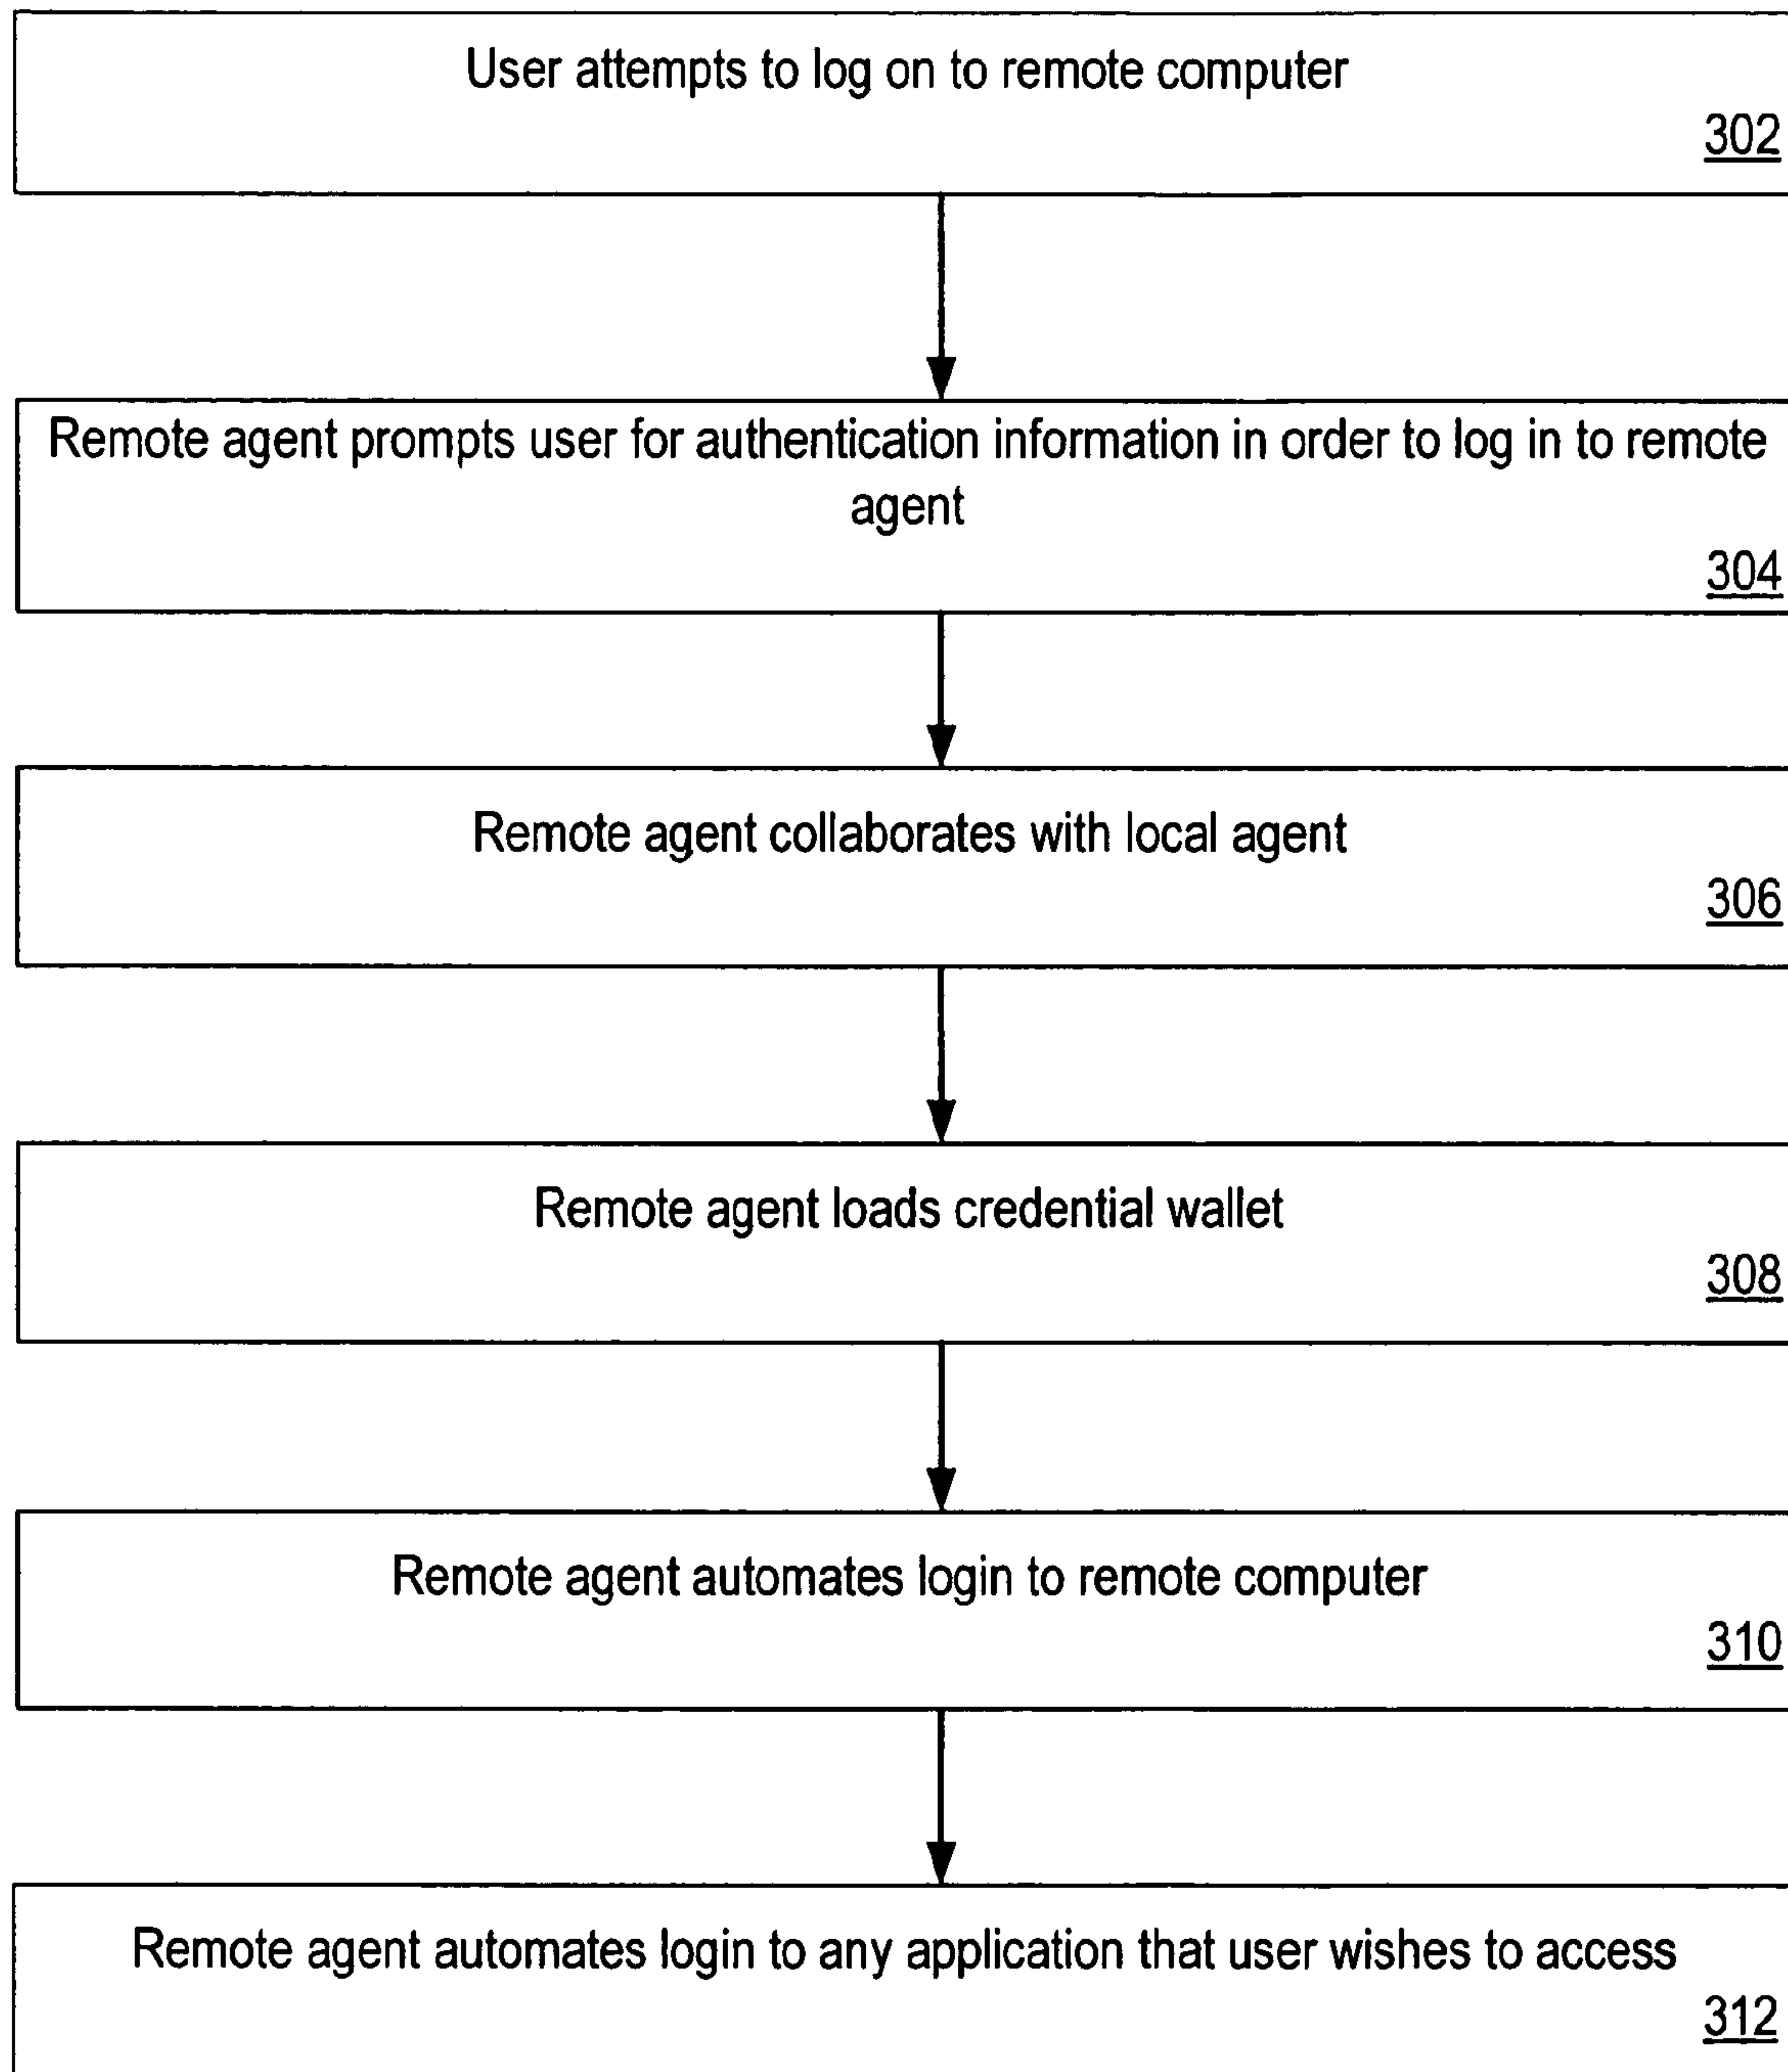 User attempts to log on to remote computer
302
Remote agent prompts user for authentication information in order to log in to remote
agent
304
Remote agent collaborates with local agent
306
Remote agent loads credential wallet
308
Remote agent automates login to remote computer
310
Remote agent automates login to any application that user wishes to access
312